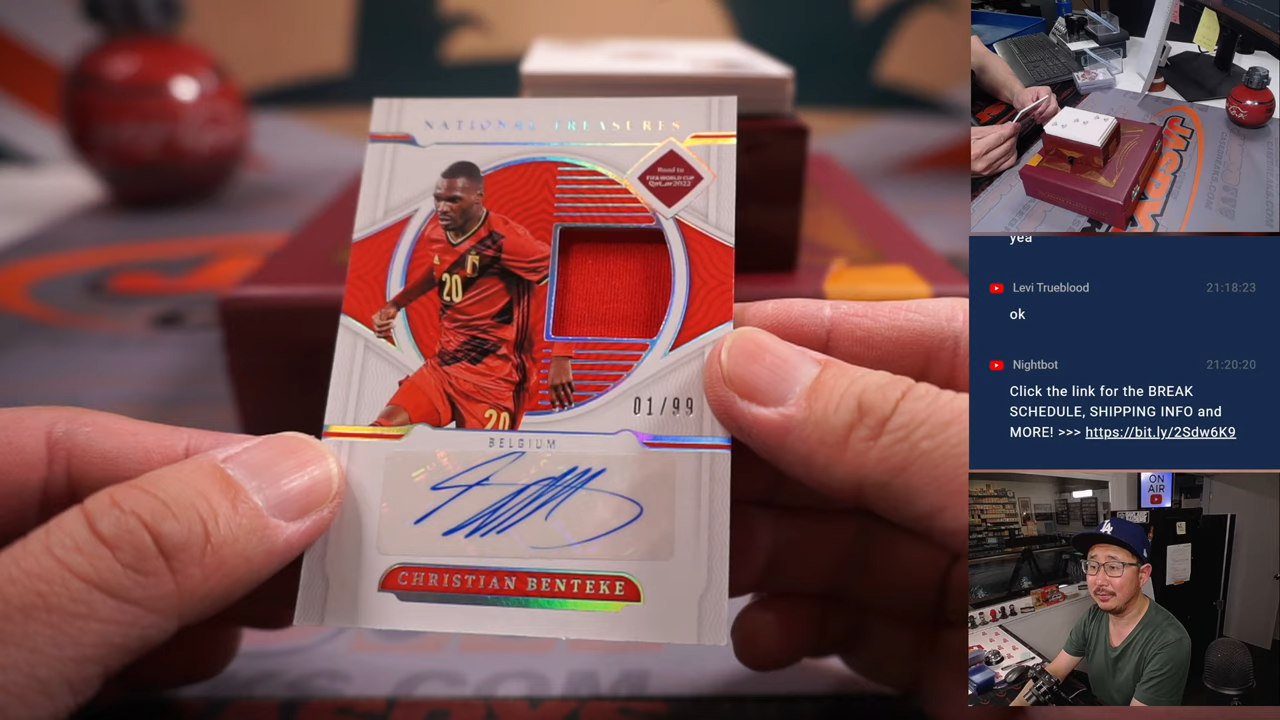 NATIONAL TREASURES
Road to
FIFA WORLD CUP
Qatar2022
20
20
01/99
BELGIUM
CHRISTIAN BENTEKE
yea
Levi Trueblood
21:18:23
ok
Nightbot
21:20:20
Click the link for the BREAK
SCHEDULE, SHIPPING INFO and
MORE! >>> https://bit.ly/2Sdw6K9
ON
AIR
LA